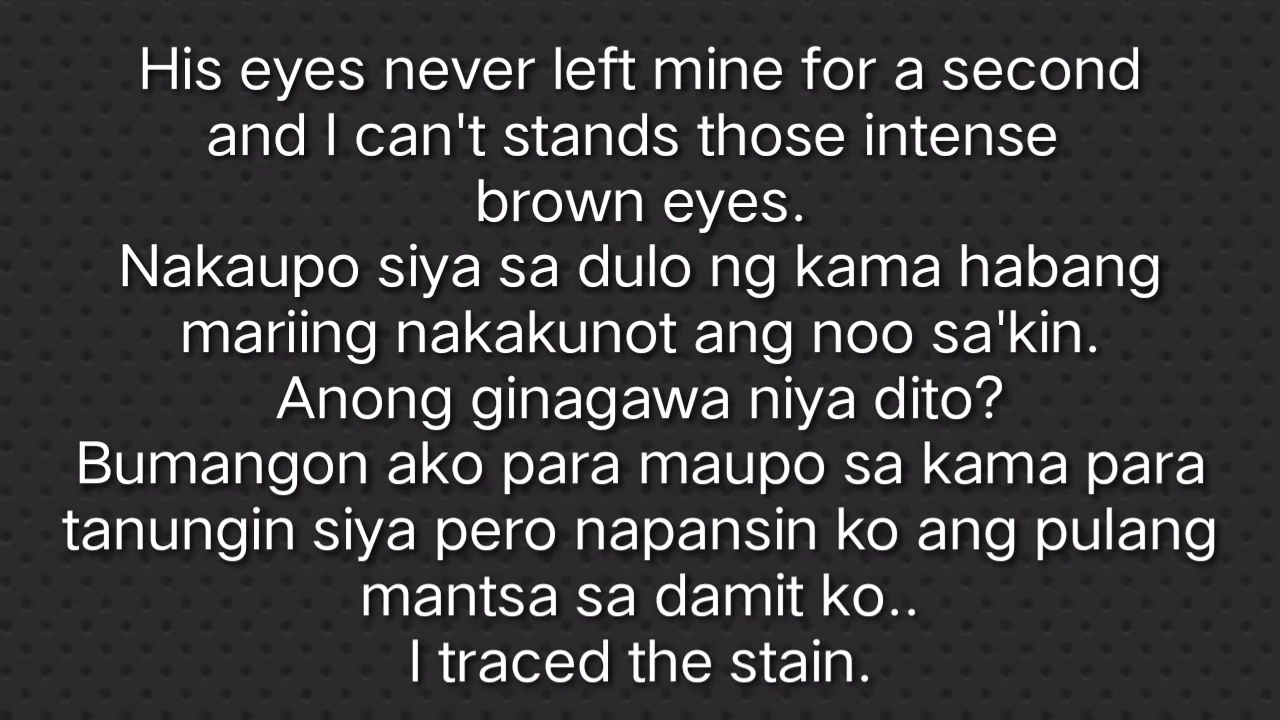 His eyes never left mine for a second
and I can't stands those intense
brown eyes.
Nakaupo siya sa dulo ng kama habang
mariing nakakunot ang noo sa'kin.
Anong ginagawa niya dito?
Bumangon ako para maupo sa kama para
tanungin siya pero napansin ko ang pulang
mantsa sa damit ko..
I traced the stain.